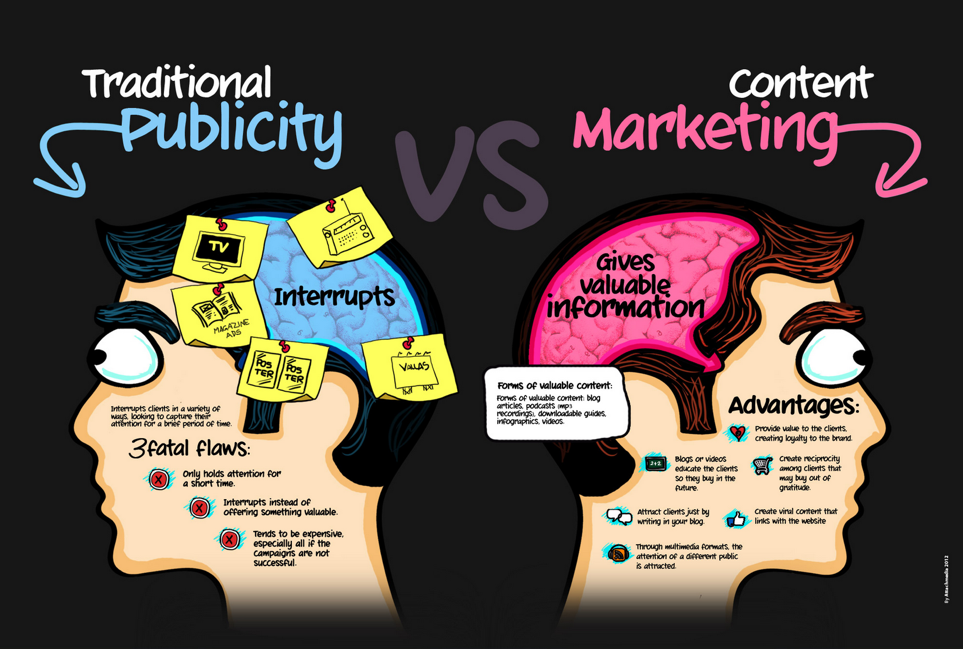 Traditional
Publicity
VS
Content
Marketing
TV
MAGAZINE
ADS
POS
TER
POS
TER
VALLAS
Interrupts
Interrupts clients in a variety of
ways, looking to capture their
attention for a brief period of time.
3 fatal flaws:
X
Only holds attention for
a short time.
X
Interrupts instead of
offering something valuable.
X
Tends to be expensive,
especially all if the
campaigns are not
successful.
Gives
valuable
information
Forms of valuable content:
Forms of valuable content: blog
articles, podcasts (mp3
recordings), downloadable guides,
infographics, videos.
Advantages:
Provide value to the clients,
creating loyalty to the brand.
Blogs or videos
educate the clients
so they buy in the
future.
Create reciprocity
among clients that
may buy out of
gratitude.
Attract clients just by
writing in your blog.
Create viral content that
links with the website
Through multimedia formats, the
attention of a different public
is attracted.
By Attachmedia 2012